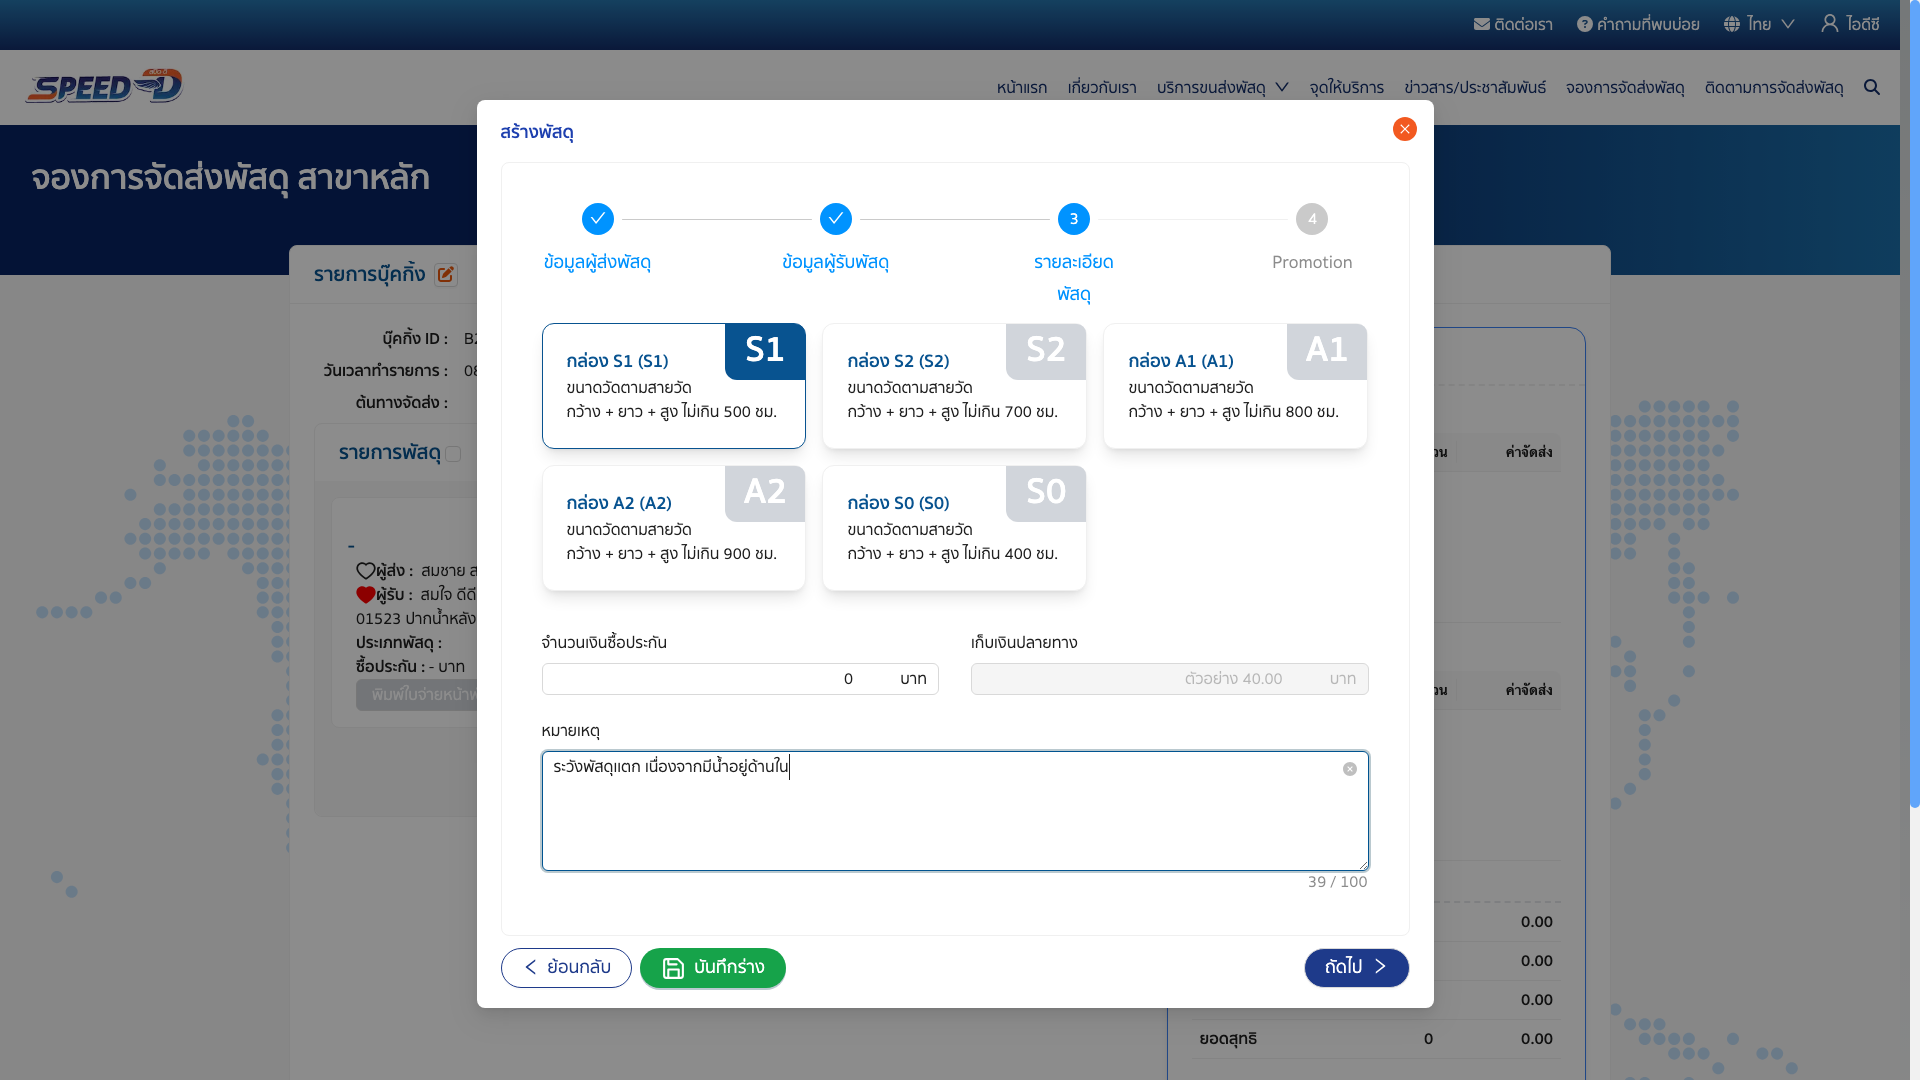 ติดต่อเรา
คำถามที่พบบ่อย
ไทย
ไอดีซี
สปีด ดี
SPEED D
หน้าแรก
เกี่ยวกับเรา
บริการขนส่งพัสดุ
จุดให้บริการ
ข่าวสาร/ประชาสัมพันธ์
จองการจัดส่งพัสดุ
ติดตามการจัดส่งพัสดุ
จองการจัดส่งพัสดุ สาขาหลัก
สร้างพัสดุ
3
4
ข้อมูลผู้ส่งพัสดุ
ข้อมูลผู้รับพัสดุ
รายละเอียด
พัสดุ
Promotion
S1
กล่อง S1 (S1)
ขนาดวัดตามสายวัด
กว้าง + ยาว + สูง ไม่เกิน 500 ซม.
S2
กล่อง S2 (S2)
ขนาดวัดตามสายวัด
กว้าง + ยาว + สูง ไม่เกิน 700 ซม.
A1
กล่อง A1 (A1)
ขนาดวัดตามสายวัด
กว้าง + ยาว + สูง ไม่เกิน 800 ซม.
A2
กล่อง A2 (A2)
ขนาดวัดตามสายวัด
กว้าง + ยาว + สูง ไม่เกิน 900 ซม.
S0
กล่อง S0 (S0)
ขนาดวัดตามสายวัด
กว้าง + ยาว + สูง ไม่เกิน 400 ซม.
จำนวนเงินซื้อประกัน
0 บาท
เก็บเงินปลายทาง
ตัวอย่าง 40.00 บาท
หมายเหตุ
ระวังพัสดุแตก เนื่องจากมีน้ำอยู่ด้านใน
39 / 100
ย้อนกลับ
บันทึกร่าง
ถัดไป
รายการบุ๊คกิ้ง
บุ๊คกิ้ง ID :
วันเวลาทำรายการ : 08
ต้นทางจัดส่ง :
รายการพัสดุ
-
ผู้ส่ง : สมชาย
ผู้รับ : สมใจ ดีดี
01523 ปากน้ำหลัง
ประเภทพัสดุ :
ซื้อประกัน : - บาท
พิมพ์ใบจ่ายหน้า
ค่าจัดส่ง
ค่าจัดส่ง
0.00
0.00
0.00
ยอดสุทธิ 0 0.00